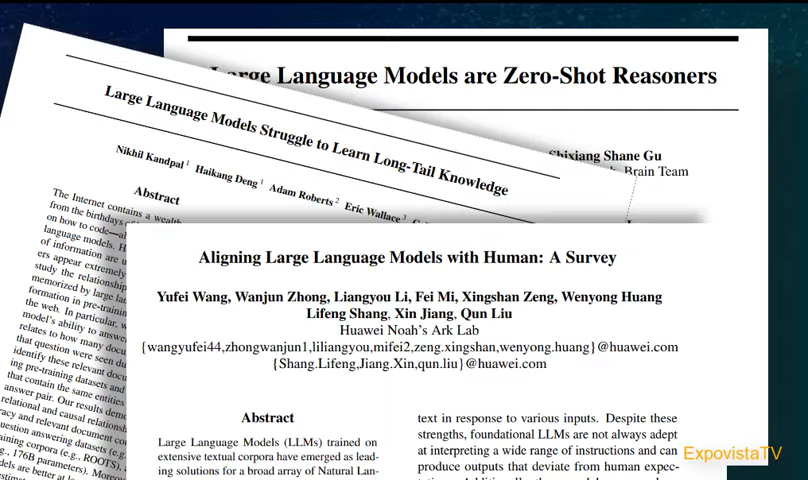 Large Language Models are Zero-Shot Reasoners
Shixiang Shane Gu
Brain Team
Large Language Models Struggle to Learn Long-Tail Knowledge
Nikhil Kandpal 1 Haikang Deng 1 Adam Roberts 2 Eric Wallace 3
Abstract
The Internet contains a
from the birthdays
on how to code—
language models.
of information are
ers appear extremely
study the relationship
memorized by large
formation in pre-training
the web. In particular,
model's ability to
relates to how many
that question were seen
identify these relevant
ing pre-training datasets and
that contain the same entities
answer pair. Our results
relational and causal
racy and relevant document
question answering datasets (e.g.
aining corpora (e.g., ROOTS),
176B parameters). Moreover
dels are better at
Aligning Large Language Models with Human: A Survey
Yufei Wang, Wanjun Zhong, Liangyou Li, Fei Mi, Xingshan Zeng, Wenyong Huang
Lifeng Shang, Xin Jiang, Qun Liu
Huawei Noah's Ark Lab
{wangyufei44,zhongwanjun1,liliangyou,mifei2,zeng.xingshan,wenyong.huang}@huawei.com
{Shang.Lifeng,Jiang.Xin,qun.liu}@huawei.com
Abstract
Large Language Models (LLMs) trained on
extensive textual corpora have emerged as lead-
ing solutions for a broad array of Natural Lan-
text in response to various inputs. Despite these
strengths, foundational LLMs are not always adept
at interpreting a wide range of instructions and can
produce outputs that deviate from human expec-
ExpovistaTV